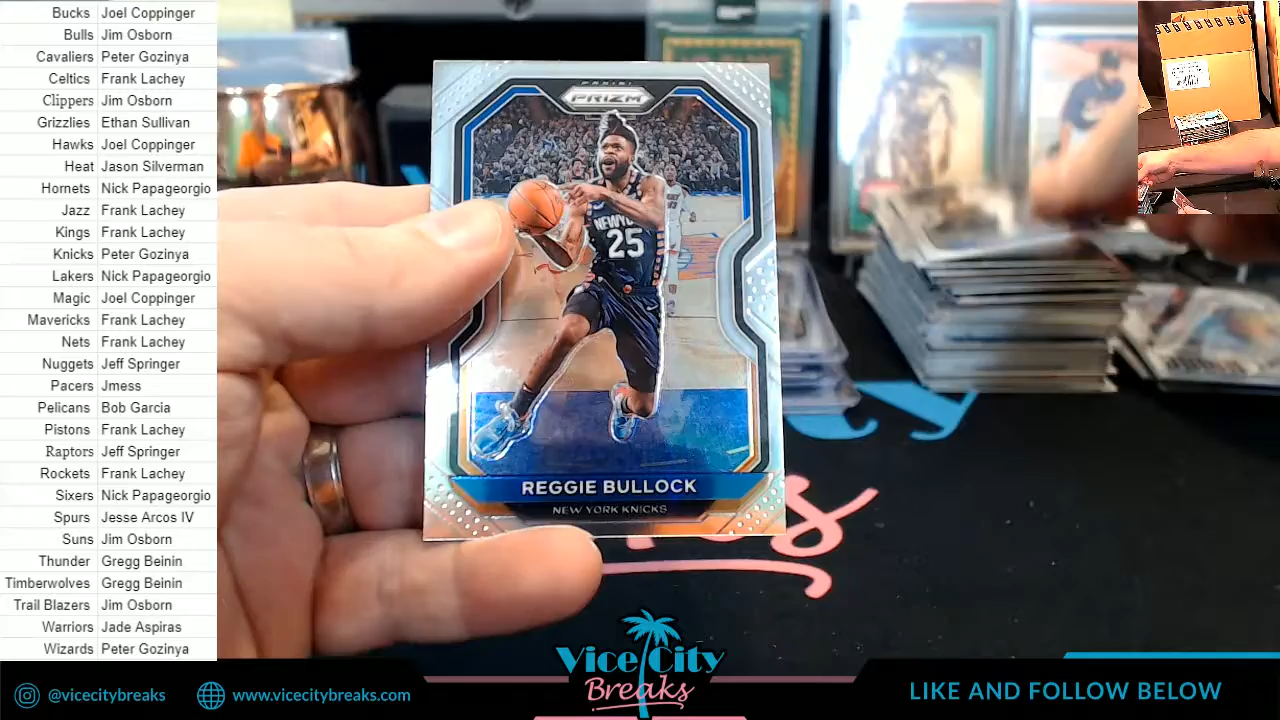 Bucks Joel Coppinger
Bulls Jim Osborn
Cavaliers Peter Gozinya
Celtics Frank Lachey
Clippers Jim Osborn
Grizzlies Ethan Sullivan
Hawks Joel Coppinger
Heat Jason Silverman
Hornets Nick Papageorgio
Jazz Frank Lachey
Kings Frank Lachey
Knicks Peter Gozinya
Lakers Nick Papageorgio
Magic Joel Coppinger
Mavericks Frank Lachey
Nets Frank Lachey
Nuggets Jeff Springer
Pacers Jmess
Pelicans Bob Garcia
Pistons Frank Lachey
Raptors Jeff Springer
Rockets Frank Lachey
Sixers Nick Papageorgio
Spurs Jesse Arcos IV
Suns Jim Osborn
Thunder Gregg Beinin
Timberwolves Gregg Beinin
Trail Blazers Jim Osborn
Warriors Jade Aspiras
Wizards Peter Gozinya
PANINI
PRIZM
NEW YO
25
REGGIE BULLOCK
NEW YORK KNICKS
@vicecitybreaks
www.vicecitybreaks.com
Vice City
Breaks
LIKE AND FOLLOW BELOW